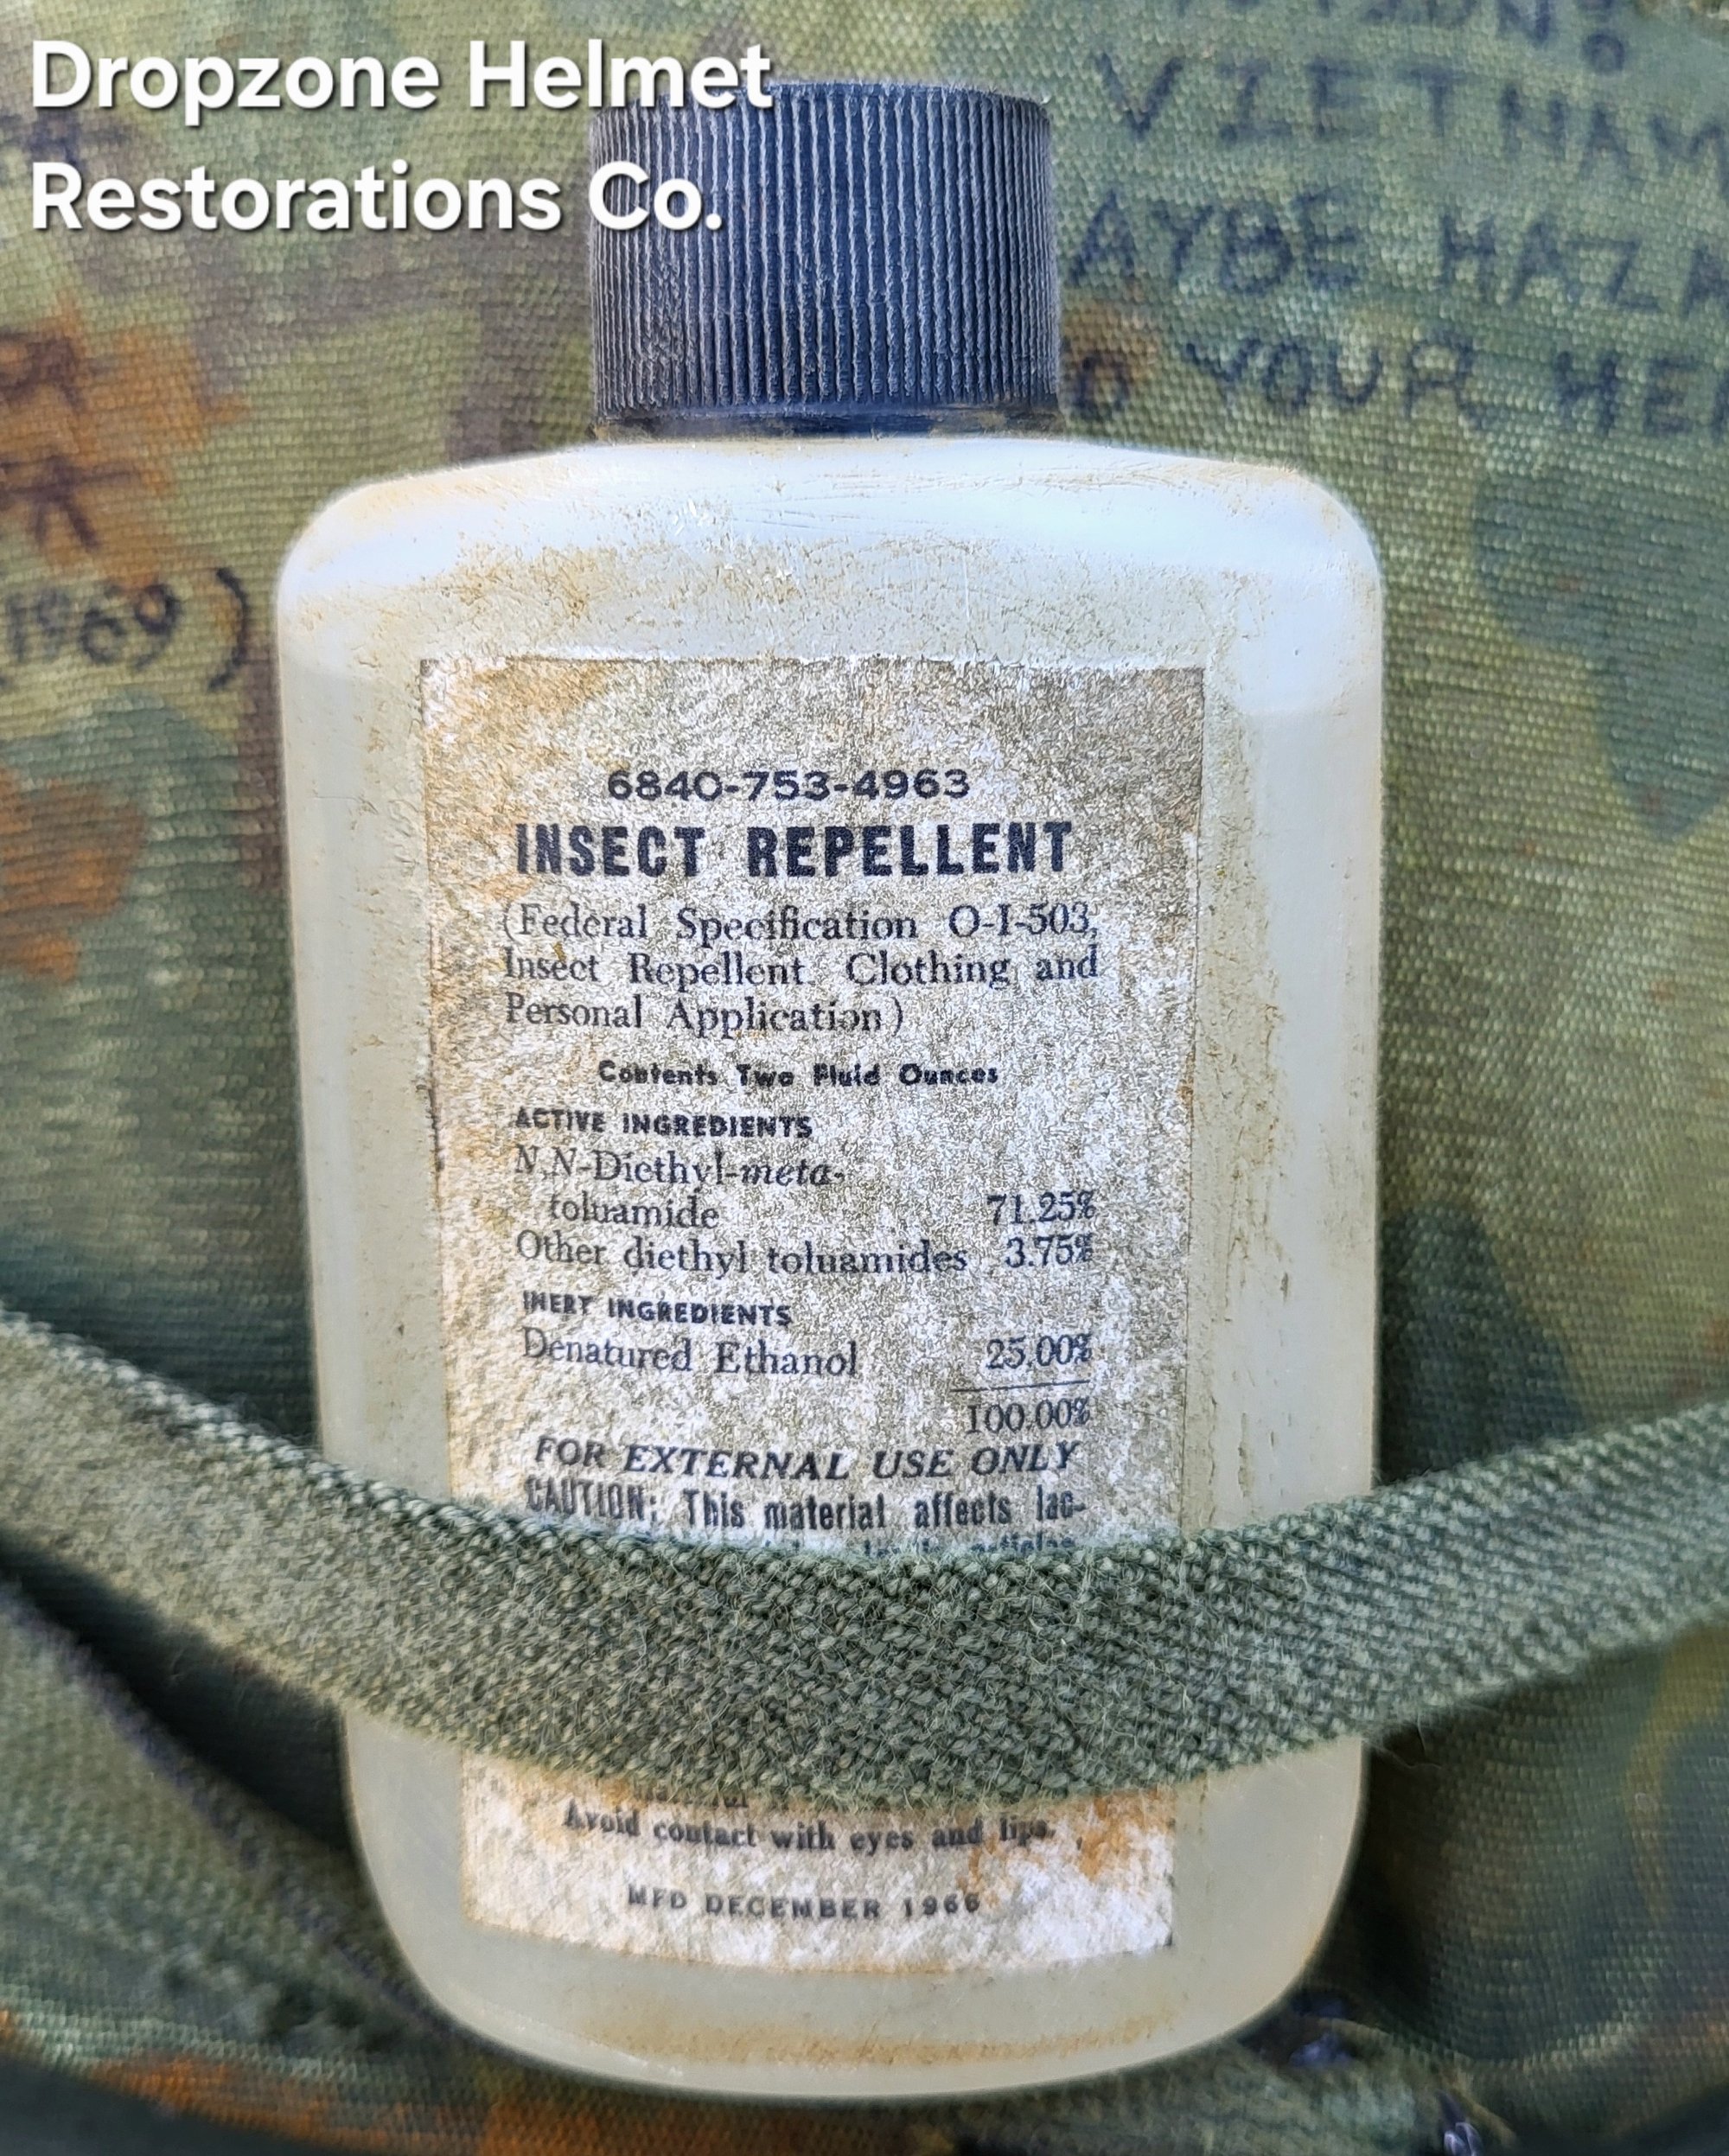 Dropzone Helmet
Restorations Co.
VIETNAM
AYBE HAZA
YOUR
1969)
6840-753-4963
INSECT REPELLENT
(Federal Specification O-I-503,
Insect Repellent. Clothing and
Personal Application)
Contents Two Fluid Ounces
ACTIVE INGREDIENTS
N,N-Diethyl-meta-
toluamide 71.25%
Other diethyl toluamides 3.75%
INERT INGREDIENTS
Denatured Ethanol 25.00%
100.00%
FOR EXTERNAL USE ONLY
CAUTION: This material affects lac-
articles
Avoid contact with eyes and lips.
MFD DECEMBER 1966